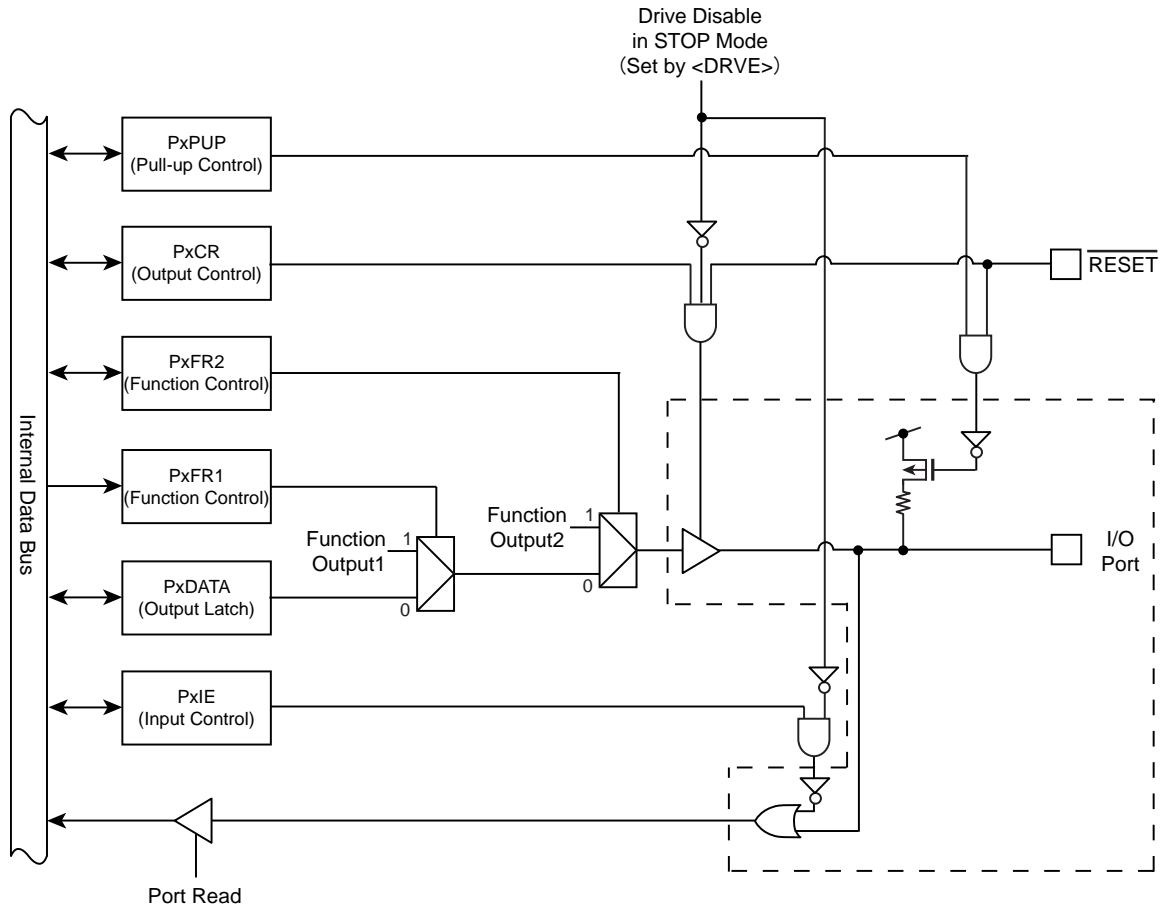 Drive Disable
in STOP Mode
(Set by <DRVE>)
PxPUP
(Pull-up Control)
PxCR
(Output Control)
RESET
PxFR2
(Function Control)
Internal Data Bus
PxFR1
(Function Control)
Function
Output1
1
0
Function
Output2
1
0
I/O
Port
PxDATA
(Output Latch)
PxIE
(Input Control)
Port Read